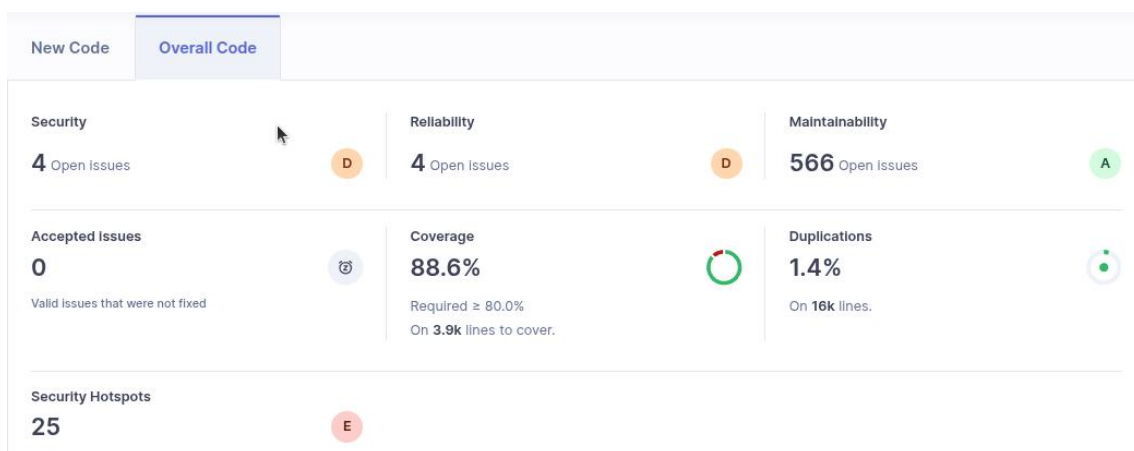 New Code
Overall Code
Security
4 Open issues
D
Reliability
4 Open issues
D
Maintainability
566 Open issues
A
Accepted issues
0
Valid issues that were not fixed
Coverage
88.6%
Required ≥ 80.0%
On 3.9k lines to cover.
Duplications
1.4%
On 16k lines.
Security Hotspots
25
E